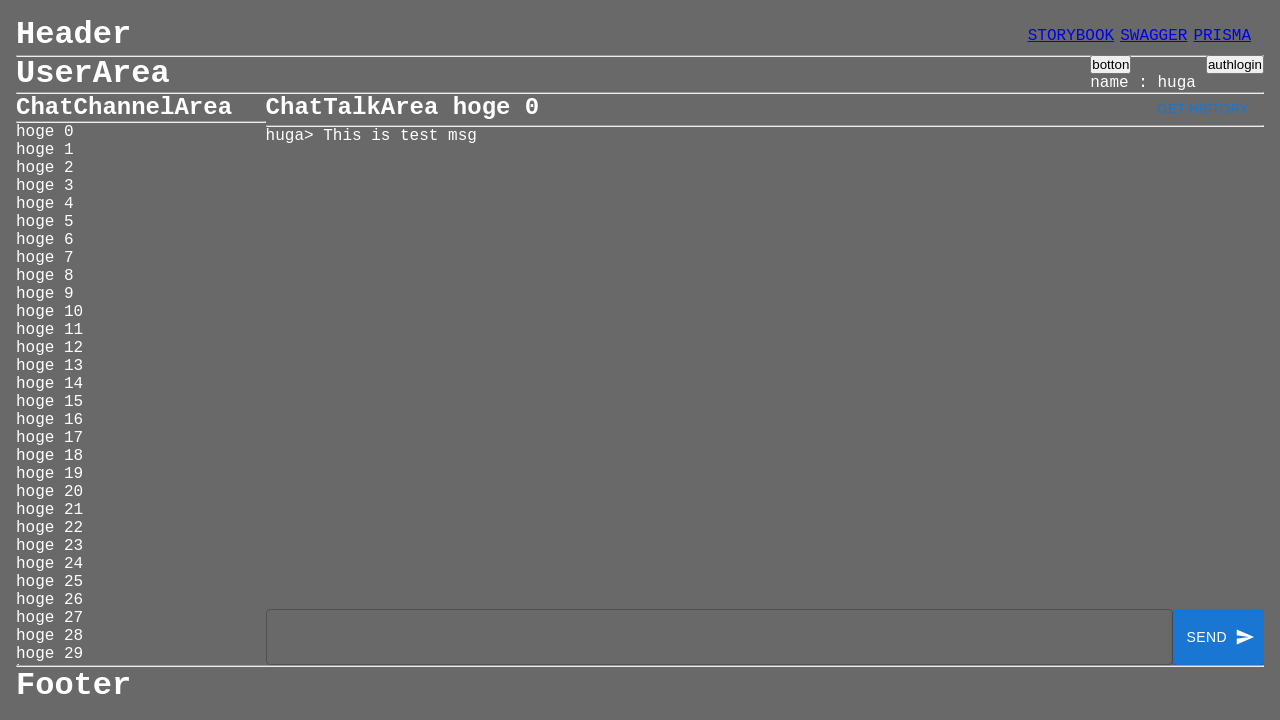 Header
STORYBOOK SWAGGER PRISMA
UserArea
botton
name : huga
authlogin
ChatChannelArea
hoge 0
hoge 1
hoge 2
hoge 3
hoge 4
hoge 5
hoge 6
hoge 7
hoge 8
hoge 9
hoge 10
hoge 11
hoge 12
hoge 13
hoge 14
hoge 15
hoge 16
hoge 17
hoge 18
hoge 19
hoge 20
hoge 21
hoge 22
hoge 23
hoge 24
hoge 25
hoge 26
hoge 27
hoge 28
hoge 29
ChatTalkArea hoge 0
GET HISTORY
huga> This is test msg
SEND
Footer